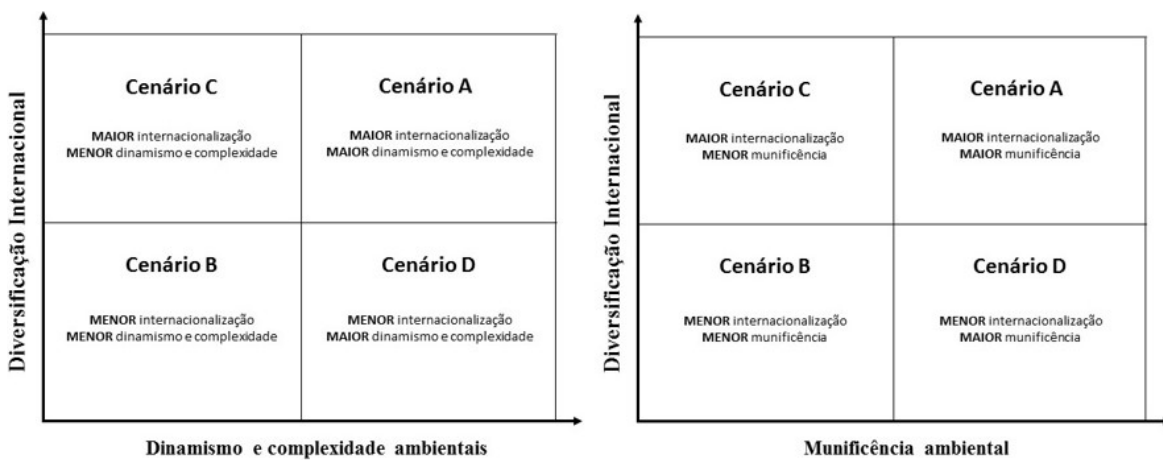 Diversificação Internacional
Cenário C
MAIOR internacionalização
MENOR dinamismo e complexidade
Cenário A
MAIOR internacionalização
MAIOR dinamismo e complexidade
Cenário B
MENOR internacionalização
MENOR dinamismo e complexidade
Cenário D
MENOR internacionalização
MAIOR dinamismo e complexidade
Dinamismo e complexidade ambientais
Diversificação Internacional
Cenário C
MAIOR internacionalização
MENOR munificência
Cenário A
MAIOR internacionalização
MAIOR munificência
Cenário B
MENOR internacionalização
MENOR munificência
Cenário D
MENOR internacionalização
MAIOR munificência
Munificência ambiental